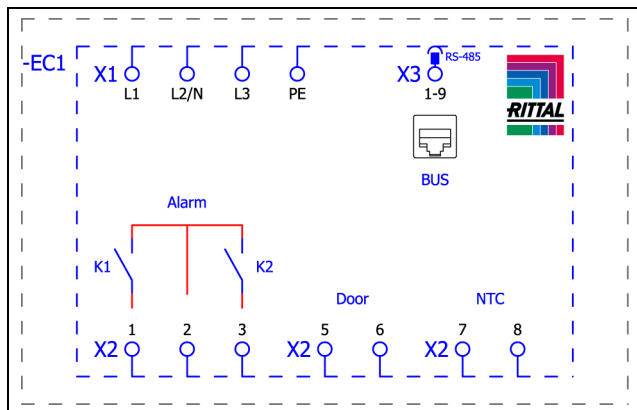 -EC1
X1 L1 L2/N L3 PE
X3 1-9
RS-485
RITTAL
BUS
Alarm
K1 K2
Door
NTC
X2 1 2 3
X2 5 6
X2 7 8